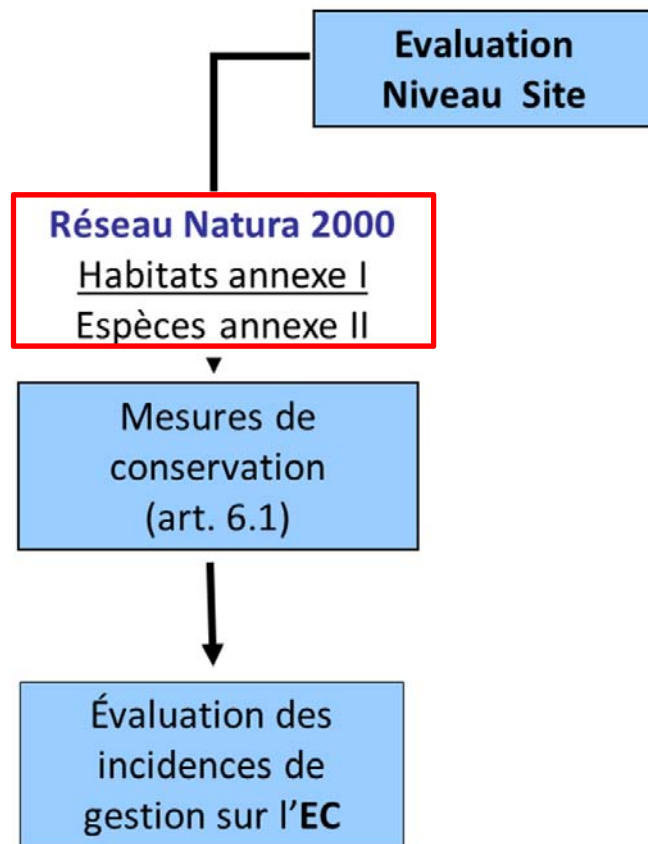 Evaluation
Niveau Site
Réseau Natura 2000
Habitats annexe I
Espèces annexe II
Mesures de
conservation
(art. 6.1)
Évaluation des
incidences de
gestion sur l'EC